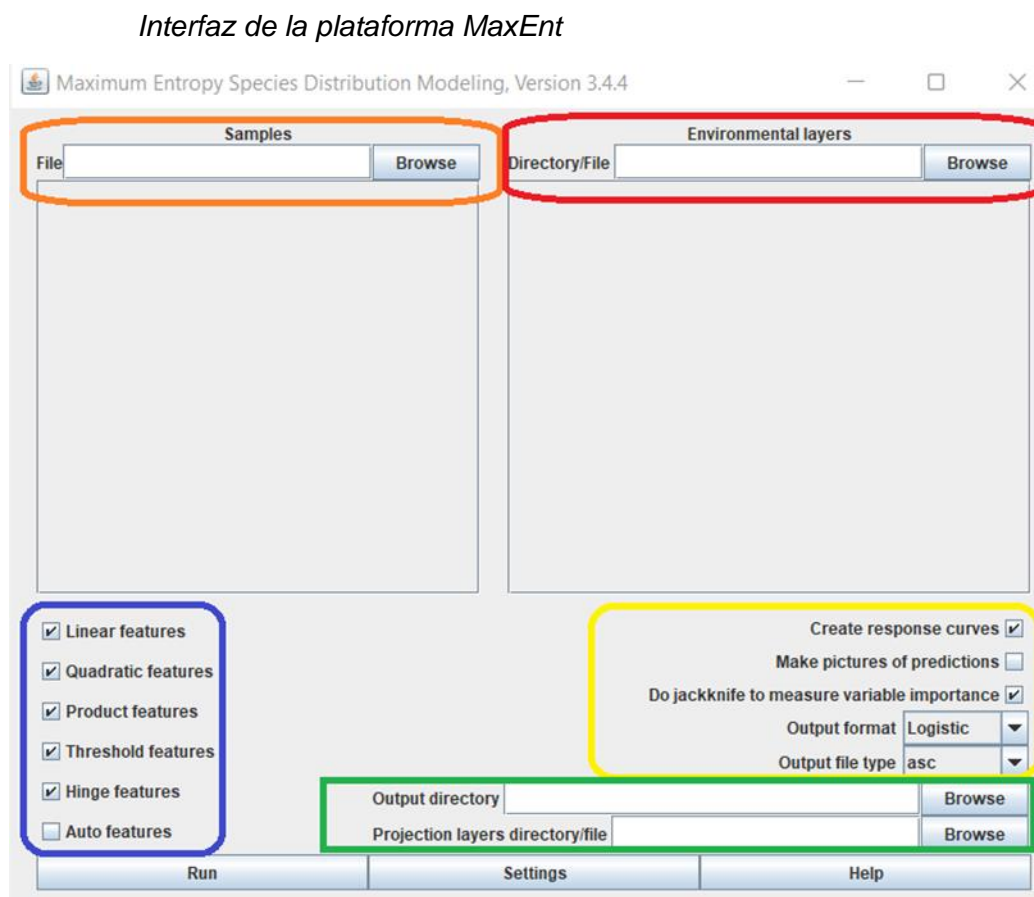 Interfaz de la plataforma MaxEnt
Maximum Entropy Species Distribution Modeling, Version 3.4.4
Samples
File Browse
Environmental layers
Directory/File Browse
Linear features
Quadratic features
Product features
Threshold features
Hinge features
Auto features
Create response curves
Make pictures of predictions
Do jackknife to measure variable importance
Output format Logistic
Output file type asc
Output directory Browse
Projection layers directory/file Browse
Run Settings Help